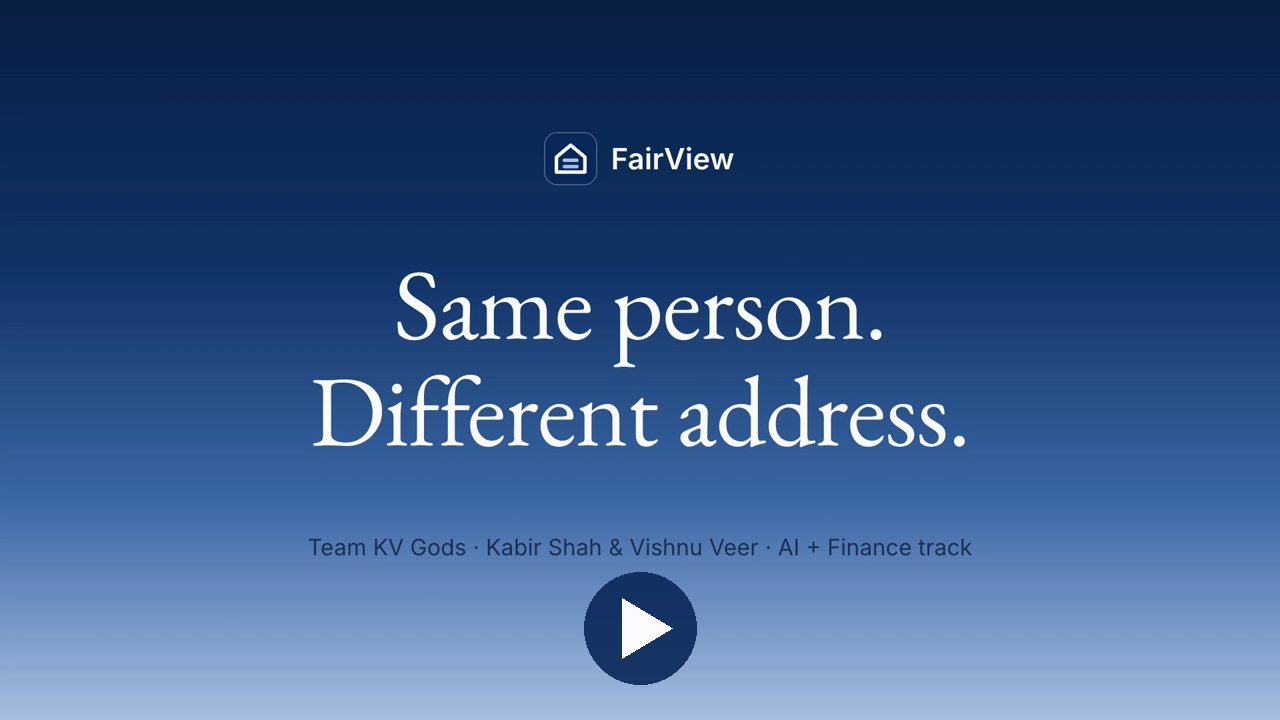 FairView
Same person.
Different address.
Team KV Gods · Kabir Shah & Vishnu Veer · AI + Finance track